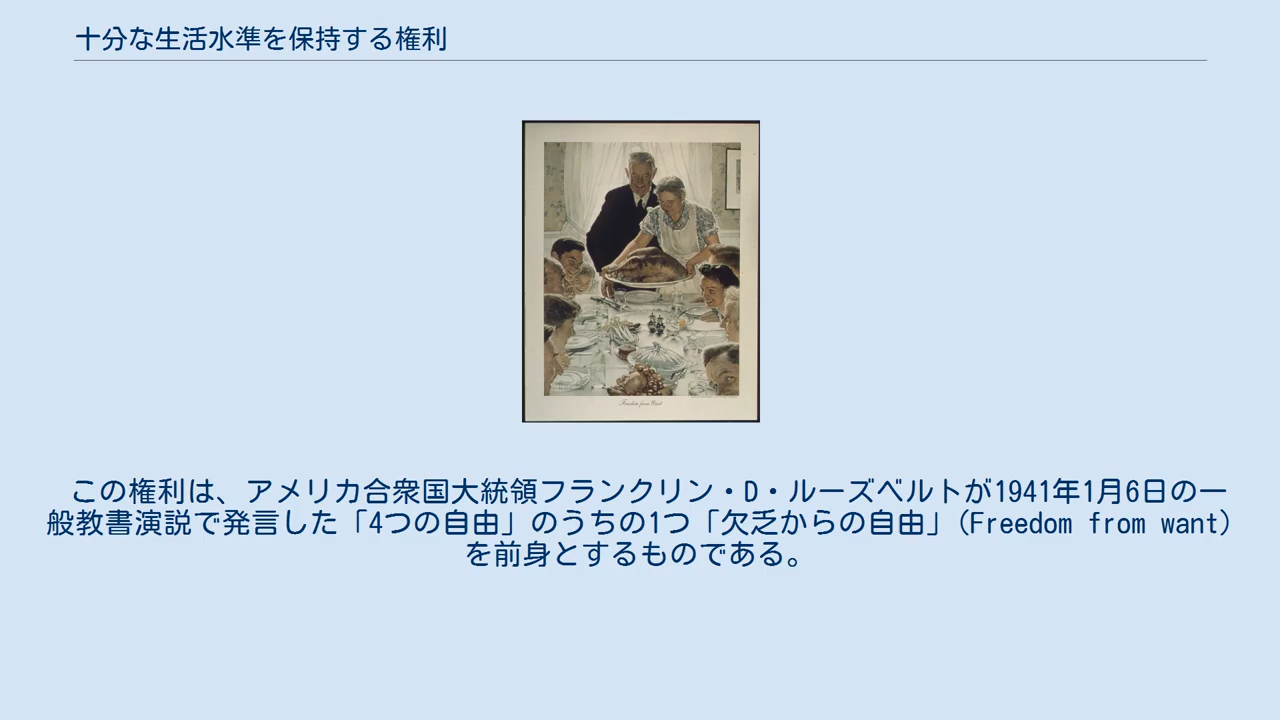 十分な生活水準を保持する権利
Freedom from Want
この権利は、アメリカ合衆国大統領フランクリン・D・ルーズベルトが1941年1月6日の一
般教書演説で発言した「4つの自由」のうちの1つ「欠乏からの自由」(Freedom from want)
を前身とするものである。